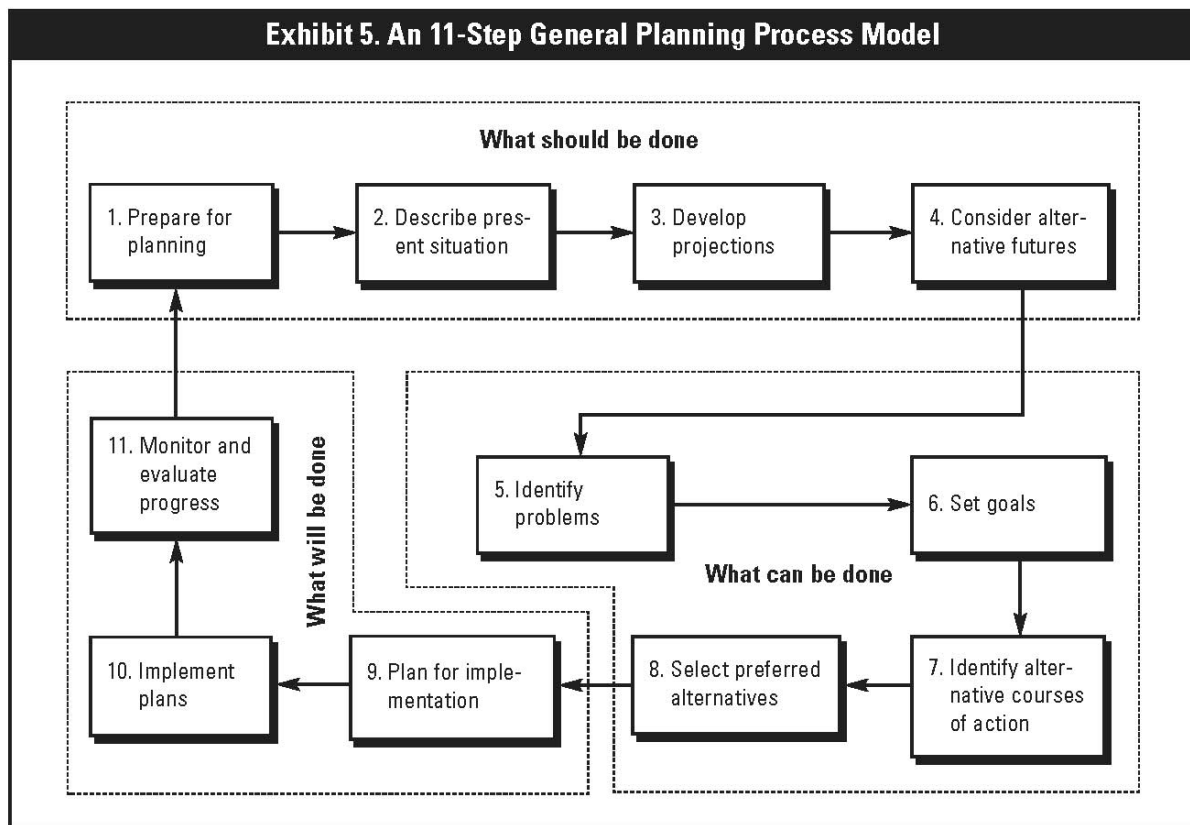 Exhibit 5. An 11-Step General Planning Process Model
What should be done
1. Prepare for
planning
2. Describe pres-
ent situation
3. Develop
projections
4. Consider alter-
native futures
5. Identify
problems
6. Set goals
What can be done
7. Identify alter-
native courses
of action
8. Select preferred
alternatives
9. Plan for imple-
mentation
10. Implement
plans
What will be done
11. Monitor and
evaluate
progress